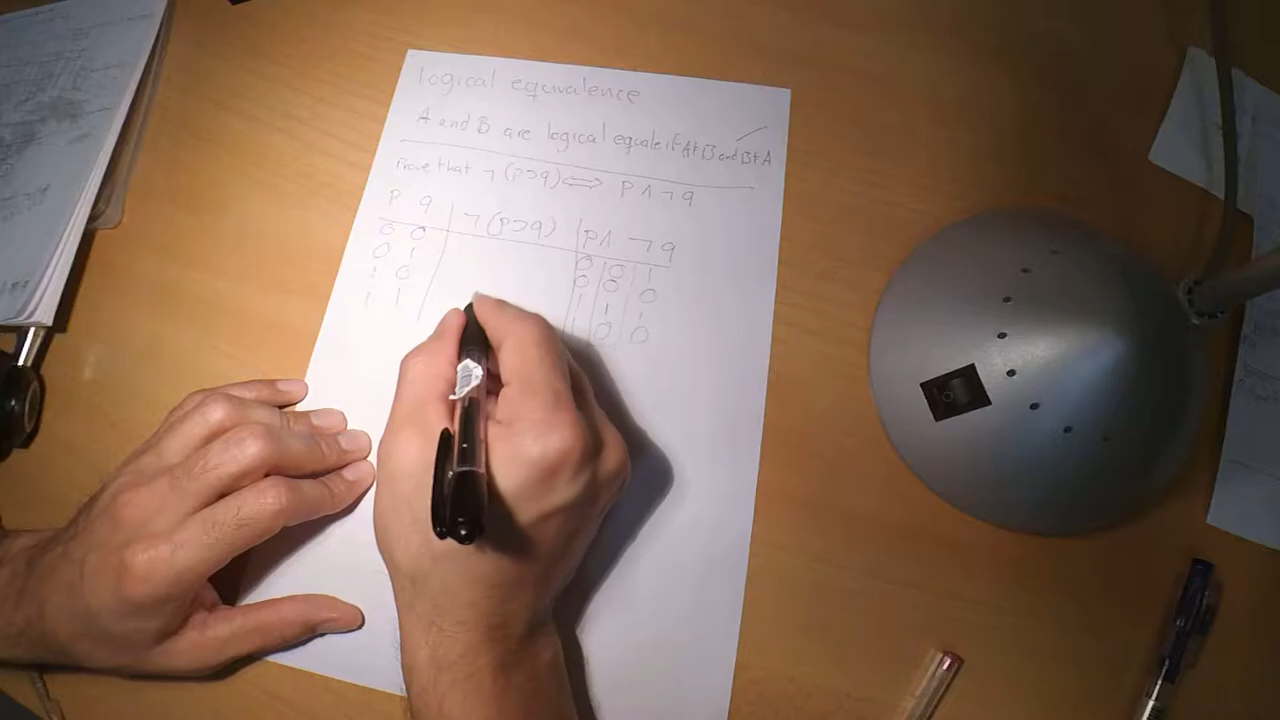 logical equivalence
A and B are logical equale if A⊢B and B⊢A
Prove that ¬(p⊃q) ⟺ p∧¬q
p q ¬(p⊃q) p∧ ¬q
0 0 0 0 1
0 1 0 0 0
1 0 1 1 1
1 1 1 0 0